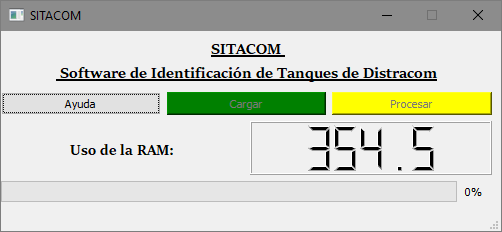 SITACOM
SITACOM
Software de Identificación de Tanques de Distracom
Ayuda
Cargar
Procesar
Uso de la RAM:
354.5
0%